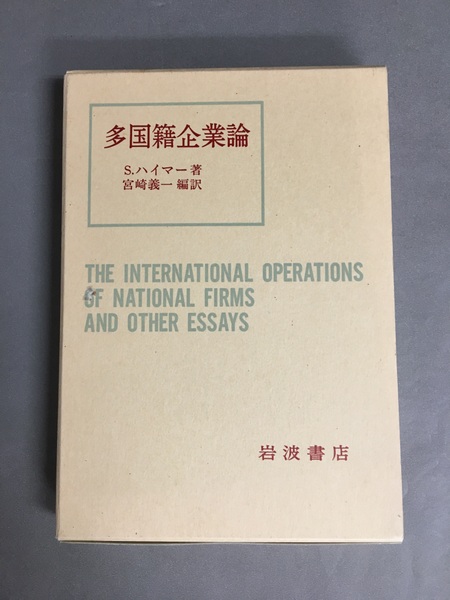 多国籍企業論
S.ハイマー著
宮崎義一編訳
THE INTERNATIONAL OPERATIONS
OF NATIONAL FIRMS
AND OTHER ESSAYS
岩波書店